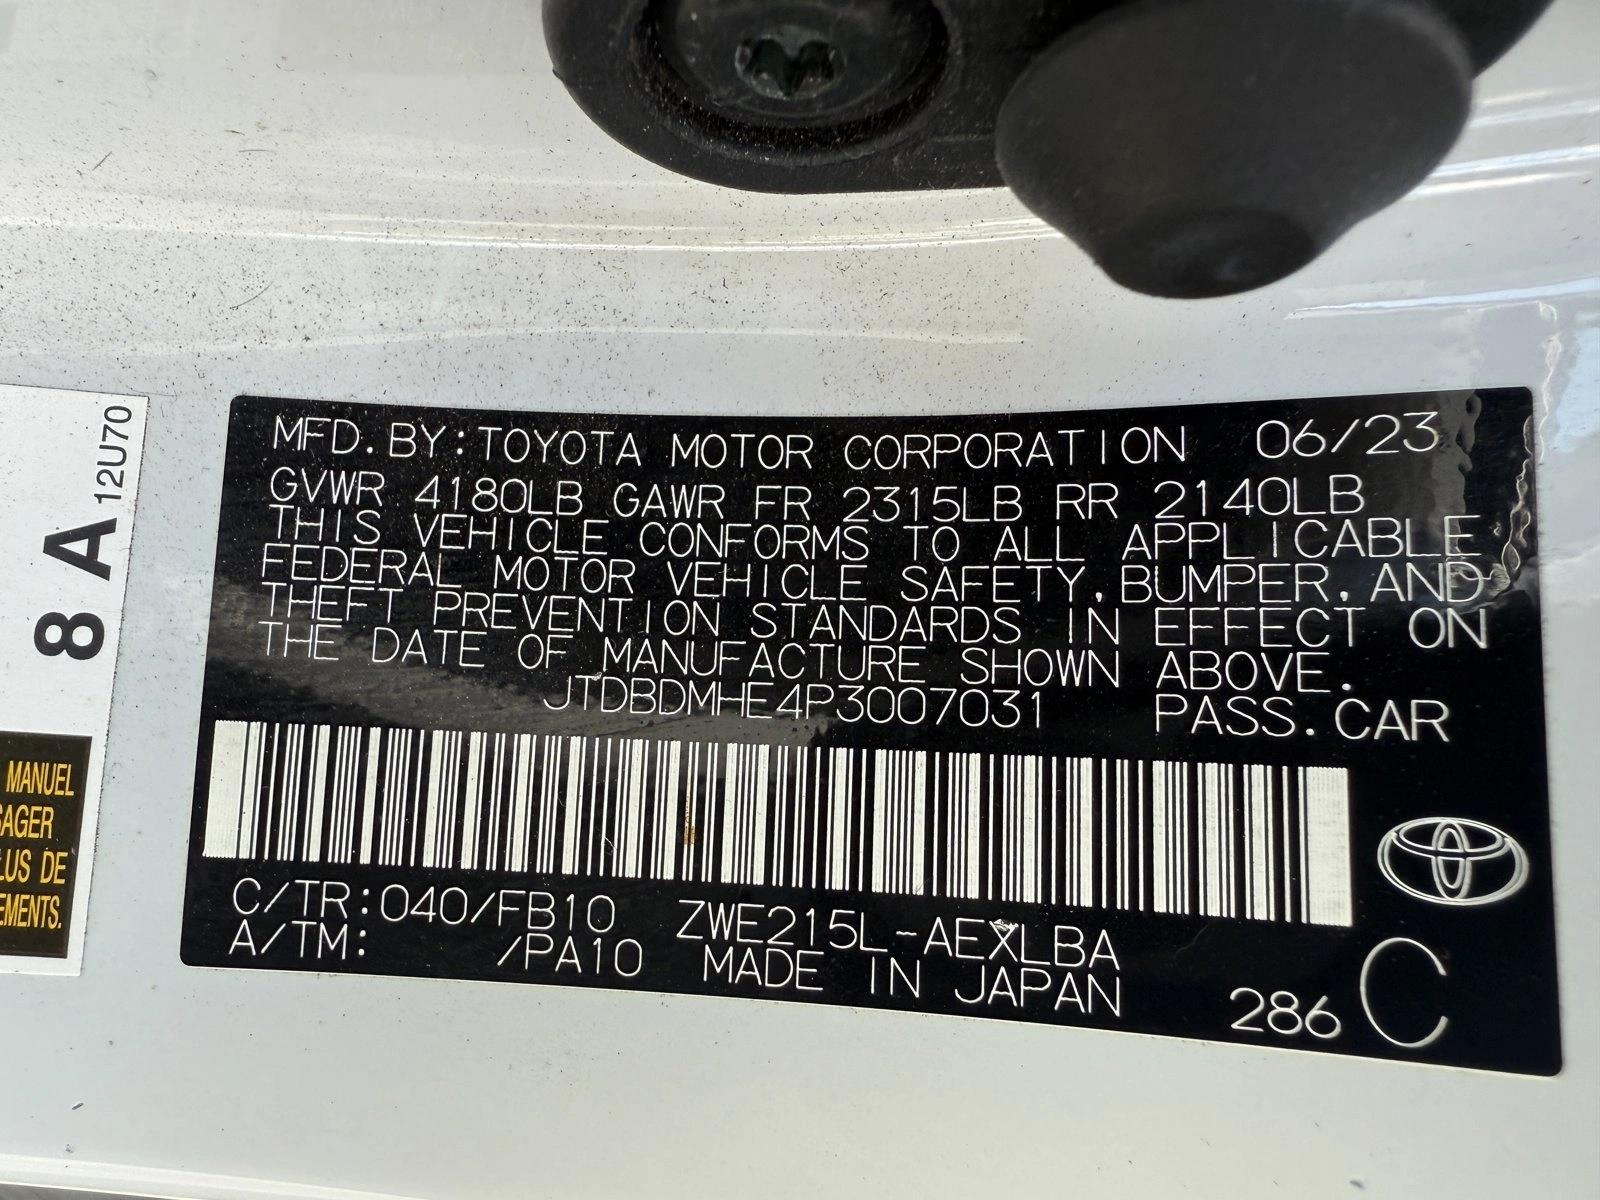 MFD. BY: TOYOTA MOTOR CORPORATION 06/23
GVWR 4180LB GAWR FR 2315LB RR 2140LB
THIS VEHICLE CONFORMS TO ALL APPLICABLE
FEDERAL MOTOR VEHICLE SAFETY, BUMPER, AND
THEFT PREVENTION STANDARDS IN EFFECT ON
THE DATE OF MANUFACTURE SHOWN ABOVE.
JTDBDMHE4P3007031 PASS. CAR
C/TR: 040/FB10 ZWE215L-AEXLBA
A/TM: /PA10 MADE IN JAPAN
286 C
8 A 12U70
MANUEL
SAGER
LUS DE
EMENTS.